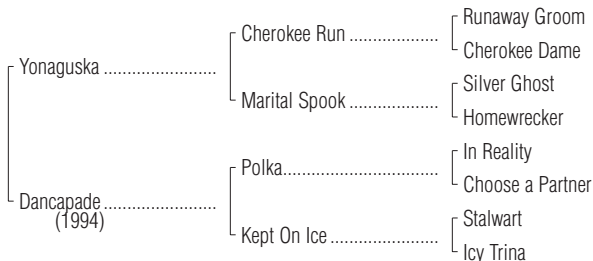 Runaway Groom
Cherokee Run ...................
Cherokee Dame
Yonaguska ........................
Silver Ghost
Marital Spook ...................
Homewrecker
In Reality
Polka.................................
Choose a Partner
Dancapade ........................
(1994)
Stalwart
Kept On Ice .......................
Icy Trina